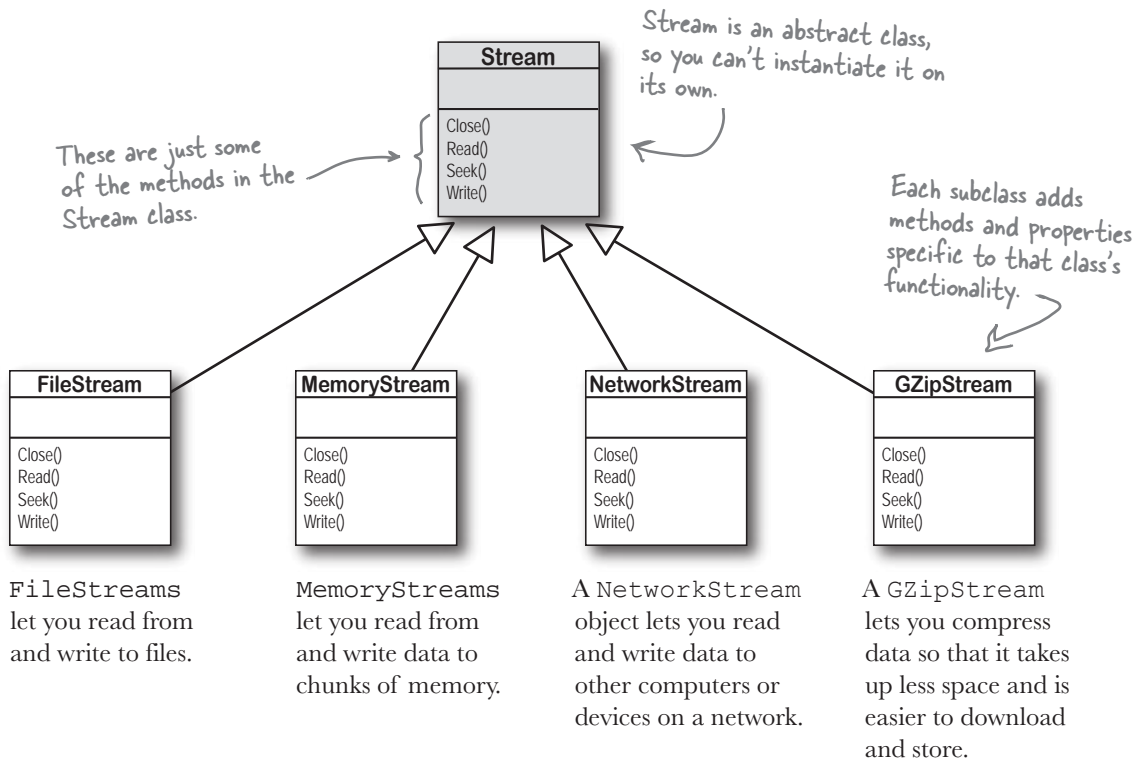 Stream
Close()
Read()
Seek()
Write()
Stream is an abstract class,
so you can't instantiate it on
its own.
These are just some
of the methods in the
Stream class.
Each subclass adds
methods and properties
specific to that class's
functionality.
FileStream
Close()
Read()
Seek()
Write()
MemoryStream
Close()
Read()
Seek()
Write()
NetworkStream
Close()
Read()
Seek()
Write()
GZipStream
Close()
Read()
Seek()
Write()
FileStreams
let you read from
and write to files.
MemoryStreams
let you read from
and write data to
chunks of memory.
A NetworkStream
object lets you read
and write data to
other computers or
devices on a network.
A GZipStream
lets you compress
data so that it takes
up less space and is
easier to download
and store.